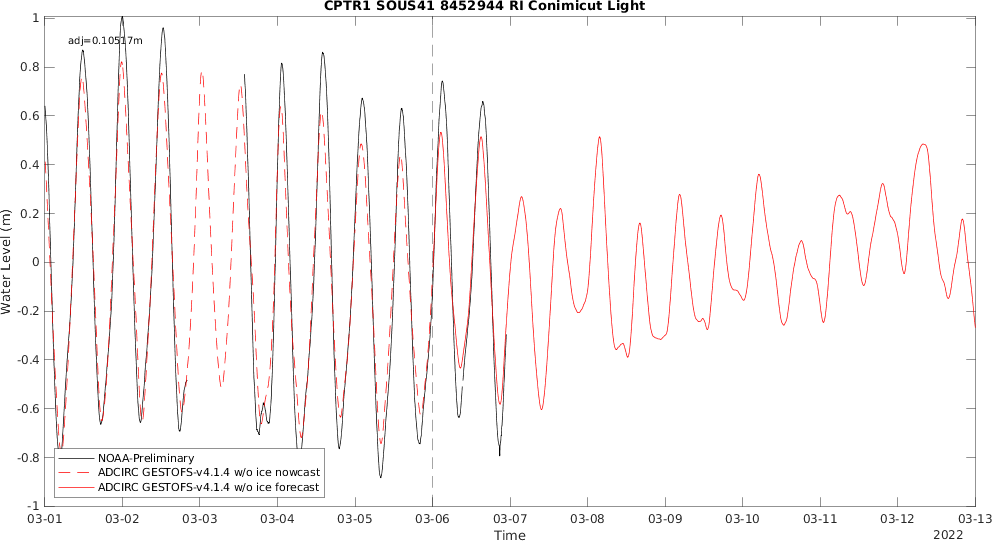 CPTR1 SOUS41 8452944 RI Conimicut Light
adj=0.10517m
1
0.8
0.6
0.4
0.2
0
-0.2
-0.4
-0.6
-0.8
-1
Water Level (m)
NOAA-Preliminary
ADCIRC GESTOFS-v4.1.4 w/o ice nowcast
ADCIRC GESTOFS-v4.1.4 w/o ice forecast
03-01 03-02 03-03 03-04 03-05 03-06 03-07 03-08 03-09 03-10 03-11 03-12 03-13
Time
2022